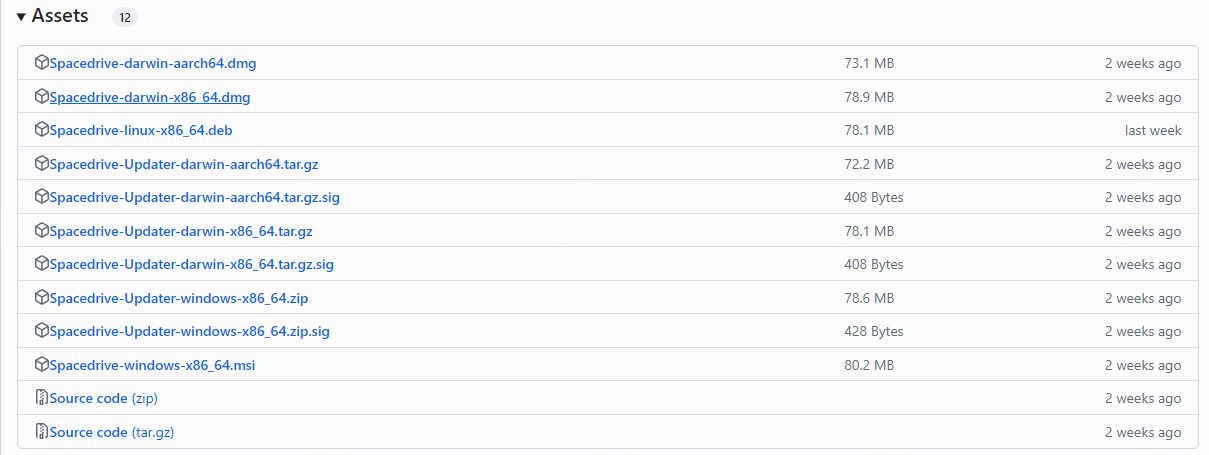 Assets 12
Spacedrive-darwin-aarch64.dmg 73.1 MB 2 weeks ago
Spacedrive-darwin-x86_64.dmg 78.9 MB 2 weeks ago
Spacedrive-linux-x86_64.deb 78.1 MB last week
Spacedrive-Updater-darwin-aarch64.tar.gz 72.2 MB 2 weeks ago
Spacedrive-Updater-darwin-aarch64.tar.gz.sig 408 Bytes 2 weeks ago
Spacedrive-Updater-darwin-x86_64.tar.gz 78.1 MB 2 weeks ago
Spacedrive-Updater-darwin-x86_64.tar.gz.sig 408 Bytes 2 weeks ago
Spacedrive-Updater-windows-x86_64.zip 78.6 MB 2 weeks ago
Spacedrive-Updater-windows-x86_64.zip.sig 428 Bytes 2 weeks ago
Spacedrive-windows-x86_64.msi 80.2 MB 2 weeks ago
Source code (zip) 2 weeks ago
Source code (tar.gz) 2 weeks ago